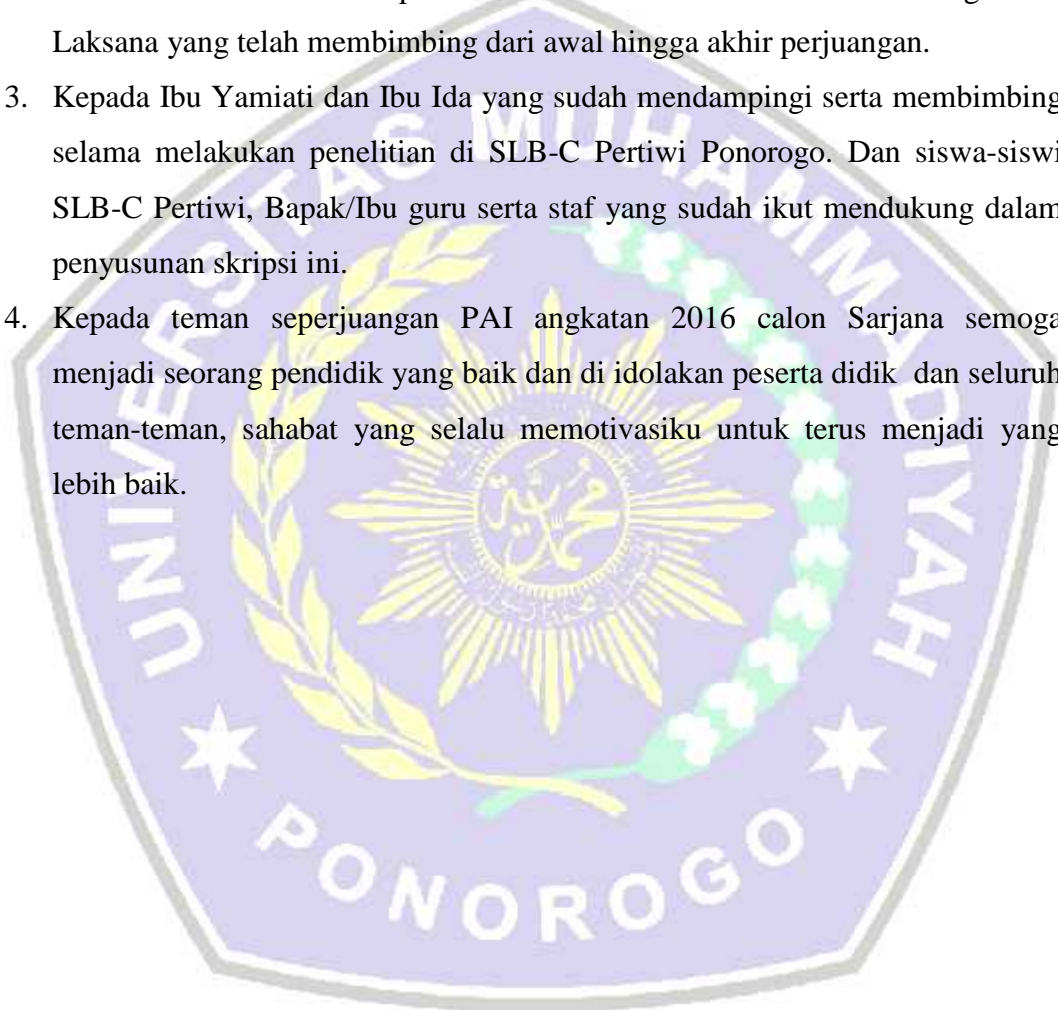 Laksana yang telah membimbing dari awal hingga akhir perjuangan.
3. Kepada Ibu Yamiati dan Ibu Ida yang sudah mendampingi serta membimbing
selama melakukan penelitian di SLB-C Pertiwi Ponorogo. Dan siswa-siswi
SLB-C Pertiwi, Bapak/Ibu guru serta staf yang sudah ikut mendukung dalam
penyusunan skripsi ini.
4. Kepada teman seperjuangan PAI angkatan 2016 calon Sarjana semoga
menjadi seorang pendidik yang baik dan di idolakan peserta didik dan seluruh
teman-teman, sahabat yang selalu memotivasiku untuk terus menjadi yang
lebih baik.
UNIVERSITAS MUHAMMADIYAH
محمدية
PONOROGO